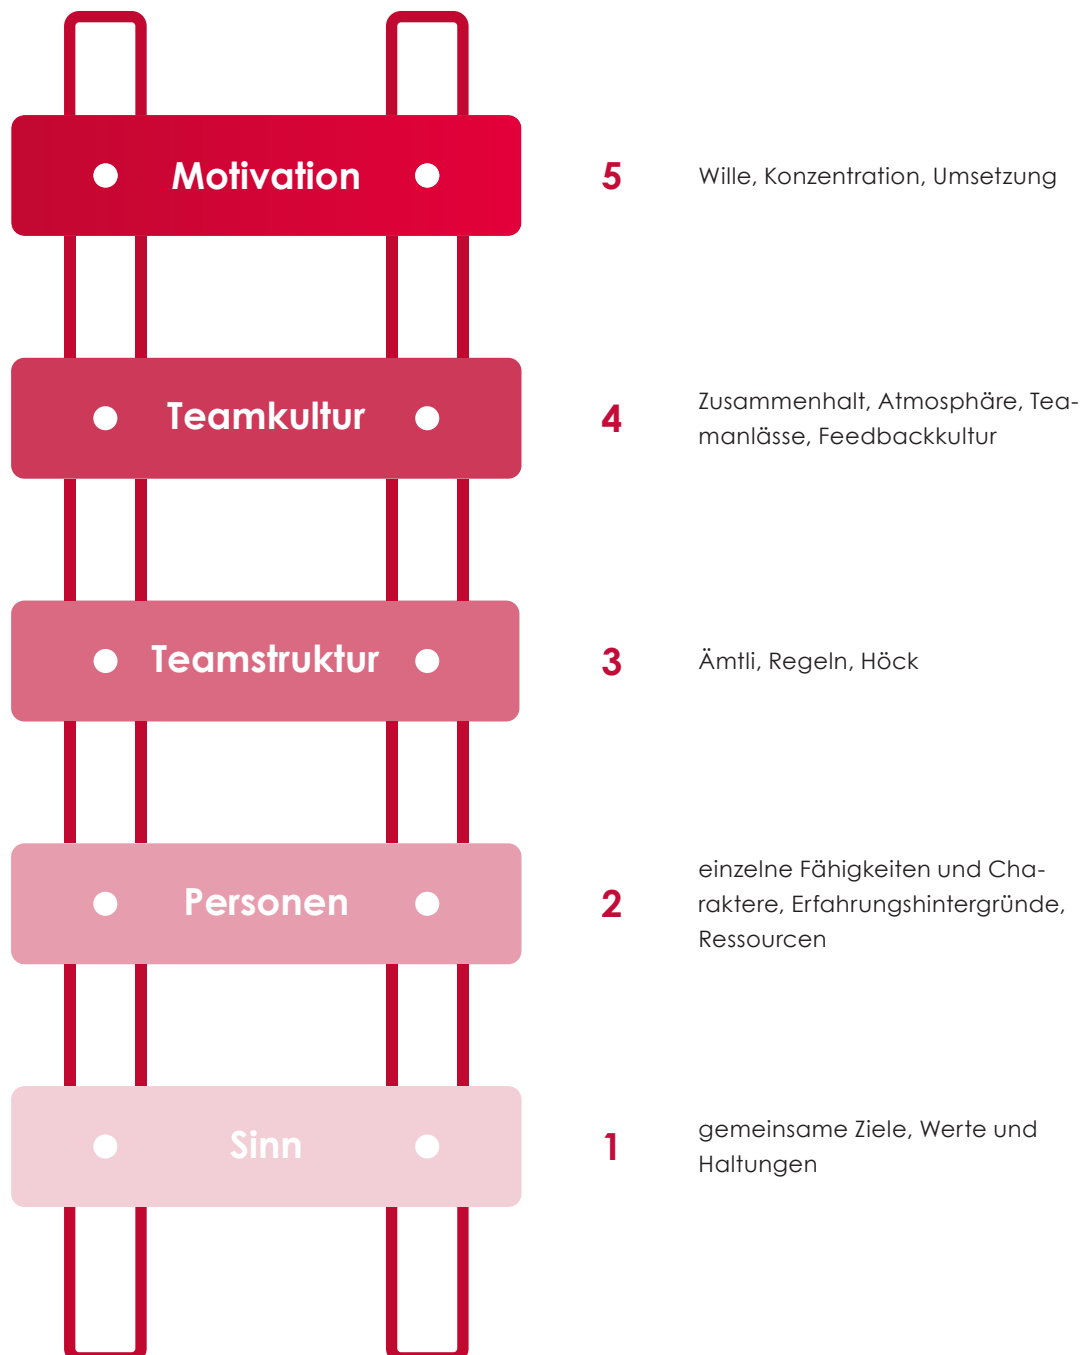 Motivation
5
Wille, Konzentration, Umsetzung
Teamkultur
4
Zusammenhalt, Atmosphäre, Tea-
manlässe, Feedbackkultur
Teamstruktur
3
Ämtli, Regeln, Höck
Personen
2
einzelne Fähigkeiten und Cha-
raktere, Erfahrungshintergründe,
Ressourcen
Sinn
1
gemeinsame Ziele, Werte und
Haltungen